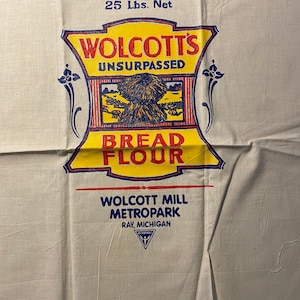 25 Lbs. Net
WOLCOTT'S
UNSURPASSED
BREAD
FLOUR
WOLCOTT MILL
METROPARK
RAY, MICHIGAN